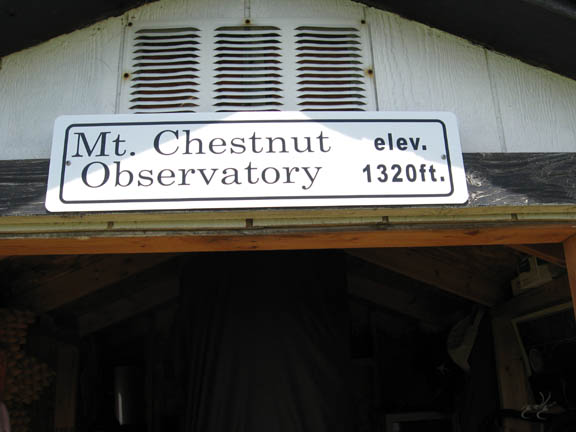 Mt. Chestnut elev.
Observatory 1320ft.